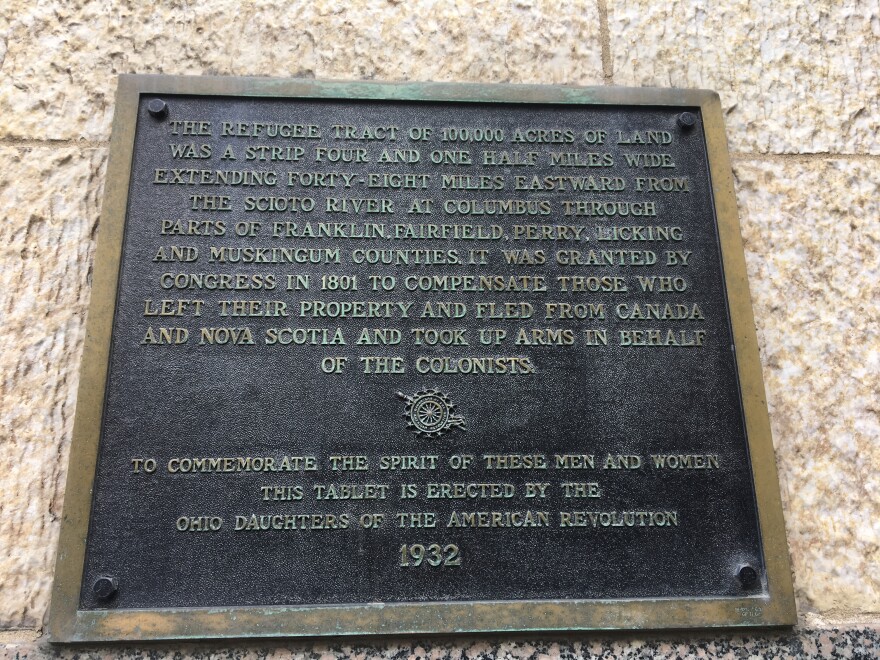 THE REFUGEE TRACT OF 100,000 ACRES OF LAND
WAS A STRIP FOUR AND ONE HALF MILES WIDE
EXTENDING FORTY-EIGHT MILES EASTWARD FROM
THE SCIOTO RIVER AT COLUMBUS THROUGH
PARTS OF FRANKLIN, FAIRFIELD, PERRY, LICKING
AND MUSKINGUM COUNTIES. IT WAS GRANTED BY
CONGRESS IN 1801 TO COMPENSATE THOSE WHO
LEFT THEIR PROPERTY AND FLED FROM CANADA
AND NOVA SCOTIA AND TOOK UP ARMS IN BEHALF
OF THE COLONISTS.
TO COMMEMORATE THE SPIRIT OF THESE MEN AND WOMEN
THIS TABLET IS ERECTED BY THE
OHIO DAUGHTERS OF THE AMERICAN REVOLUTION
1932